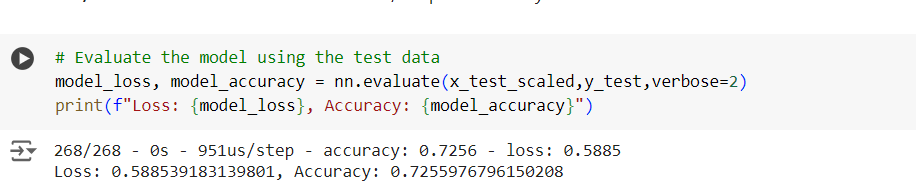 # Evaluate the model using the test data
model_loss, model_accuracy = nn.evaluate(x_test_scaled,y_test,verbose=2)
print(f"Loss: {model_loss}, Accuracy: {model_accuracy}")
268/268 - 0s - 951us/step - accuracy: 0.7256 - loss: 0.5885
Loss: 0.588539183139801, Accuracy: 0.7255976796150208